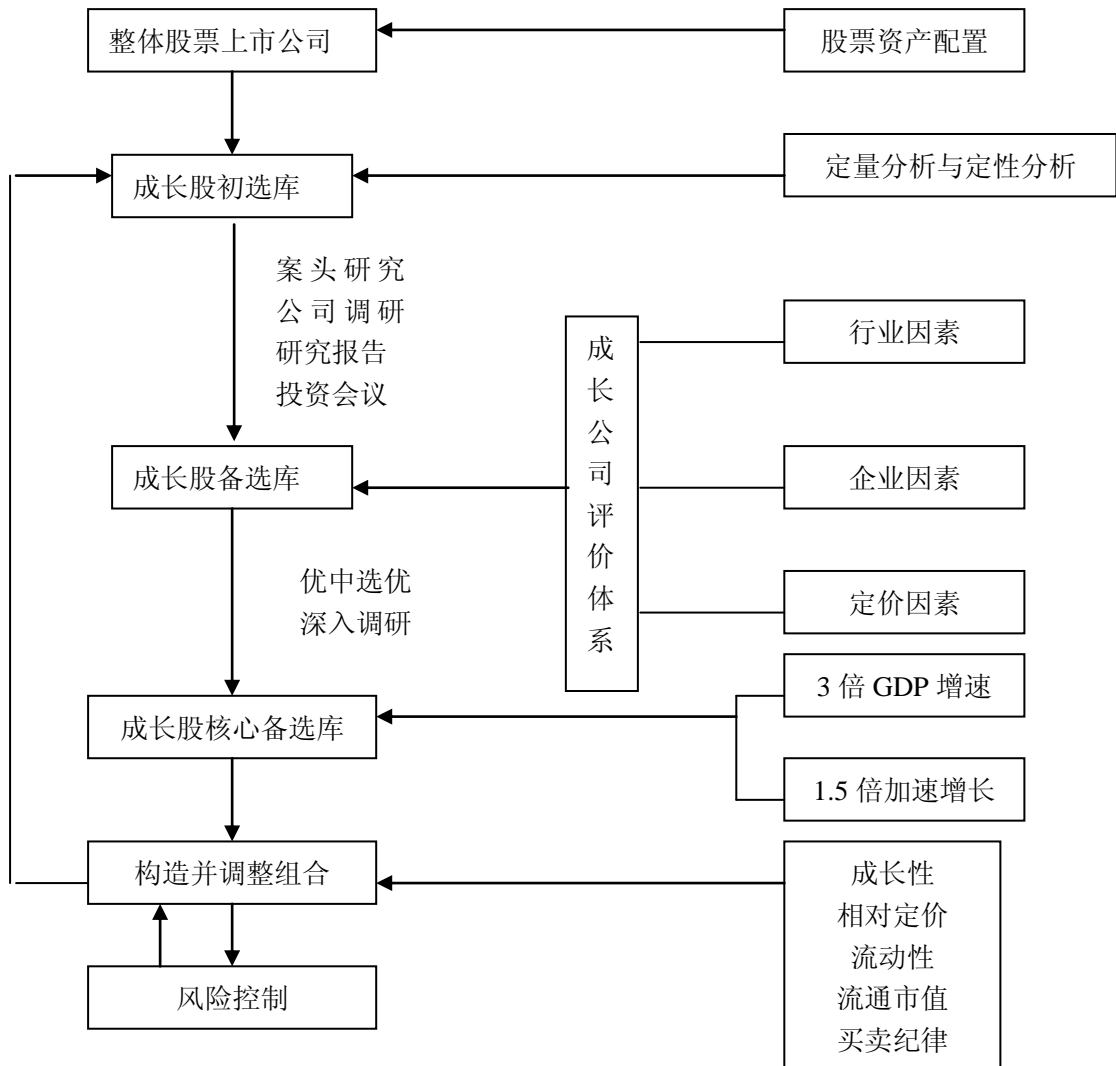 整体股票上市公司
股票资产配置
成长股初选库
定量分析与定性分析
案头研究
公司调研
研究报告
投资会议
成长公司评价体系
行业因素
成长股备选库
企业因素
优中选优
深入调研
定价因素
3 倍 GDP 增速
成长股核心备选库
1.5 倍加速增长
构造并调整组合
成长性
相对定价
流动性
流通市值
买卖纪律
风险控制